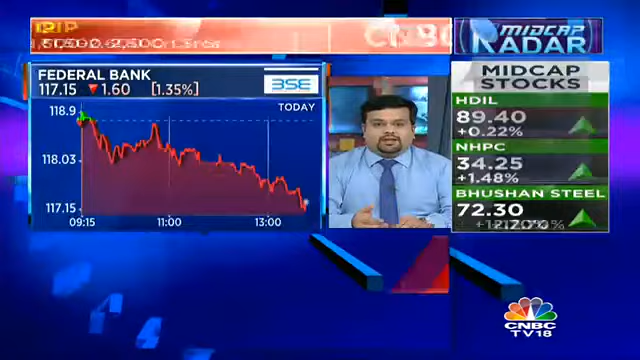 MIDCAP
RADAR
FEDERAL BANK
117.15 ▼ 1.60 [1.35%]
BSE
TODAY
118.9
118.03
117.15
09:15 11:00 13:00
MIDCAP
STOCKS
HDIL
89.40
+0.22%
NHPC
34.25
+1.48%
BHUSHAN STEEL
72.30
CNBC
TV18